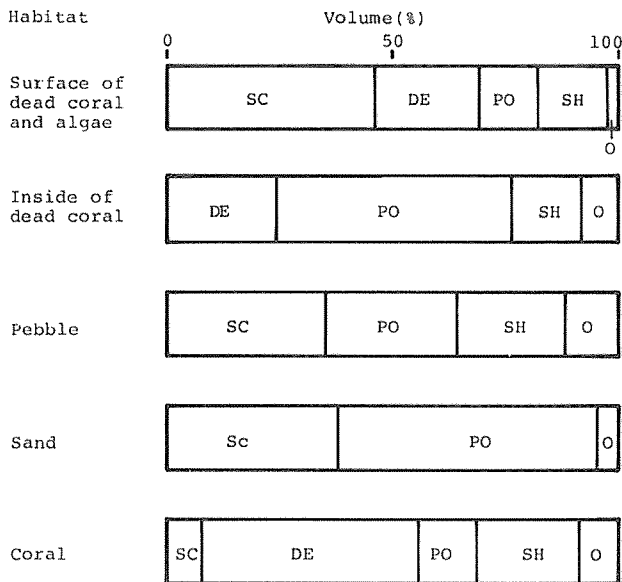 Habitat Volume(%)
0 50 100
Surface of
dead coral
and algae
SC DE PO SH
O
Inside of
dead coral
DE PO SH O
Pebble
SC PO SH O
Sand
Sc PO O
Coral
SC DE PO SH O